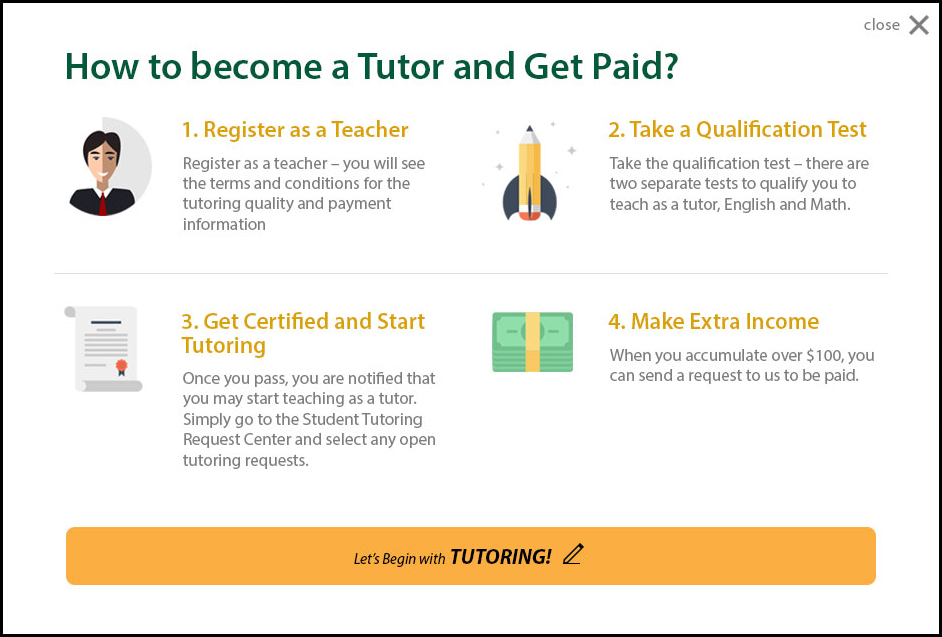 close
How to become a Tutor and Get Paid?
1. Register as a Teacher
Register as a teacher – you will see
the terms and conditions for the
tutoring quality and payment
information
2. Take a Qualification Test
Take the qualification test – there are
two separate tests to qualify you to
teach as a tutor, English and Math.
3. Get Certified and Start
Tutoring
Once you pass, you are notified that
you may start teaching as a tutor.
Simply go to the Student Tutoring
Request Center and select any open
tutoring requests.
4. Make Extra Income
When you accumulate over $100, you
can send a request to us to be paid.
Let's Begin with TUTORING!